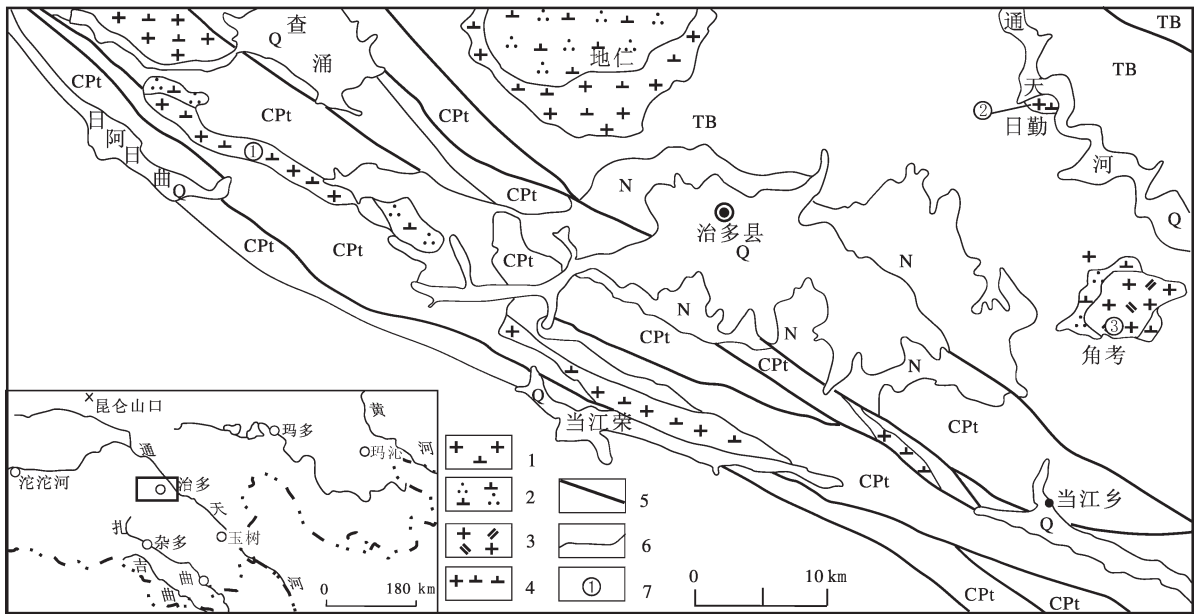 查
Q
涌
地仁
通
TB
TB
CPt
CPt
CPt
TB
天
②
日勤
河
Q
日
阿
日
曲
Q
①
CPt
N
治多县
Q
N
CPt
CPt
CPt
N
N
CPt
CPt
N
③
角考
Q
当江荣
CPt
CPt
当江乡
Q
CPt
CPt
昆仑山口
黄
河
玛多
玛沁
通
沱沱河
治多
天
扎
杂多
玉树
吉
曲
曲
河
0 180 km
1
2
3
4
5
6
① 7
0 10 km